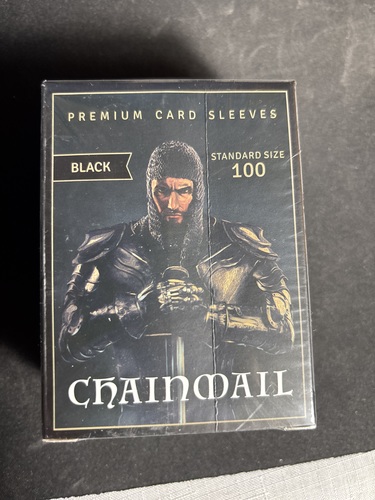 PREMIUM CARD SLEEVES
BLACK
STANDARD SIZE
100
CHAINMAIL